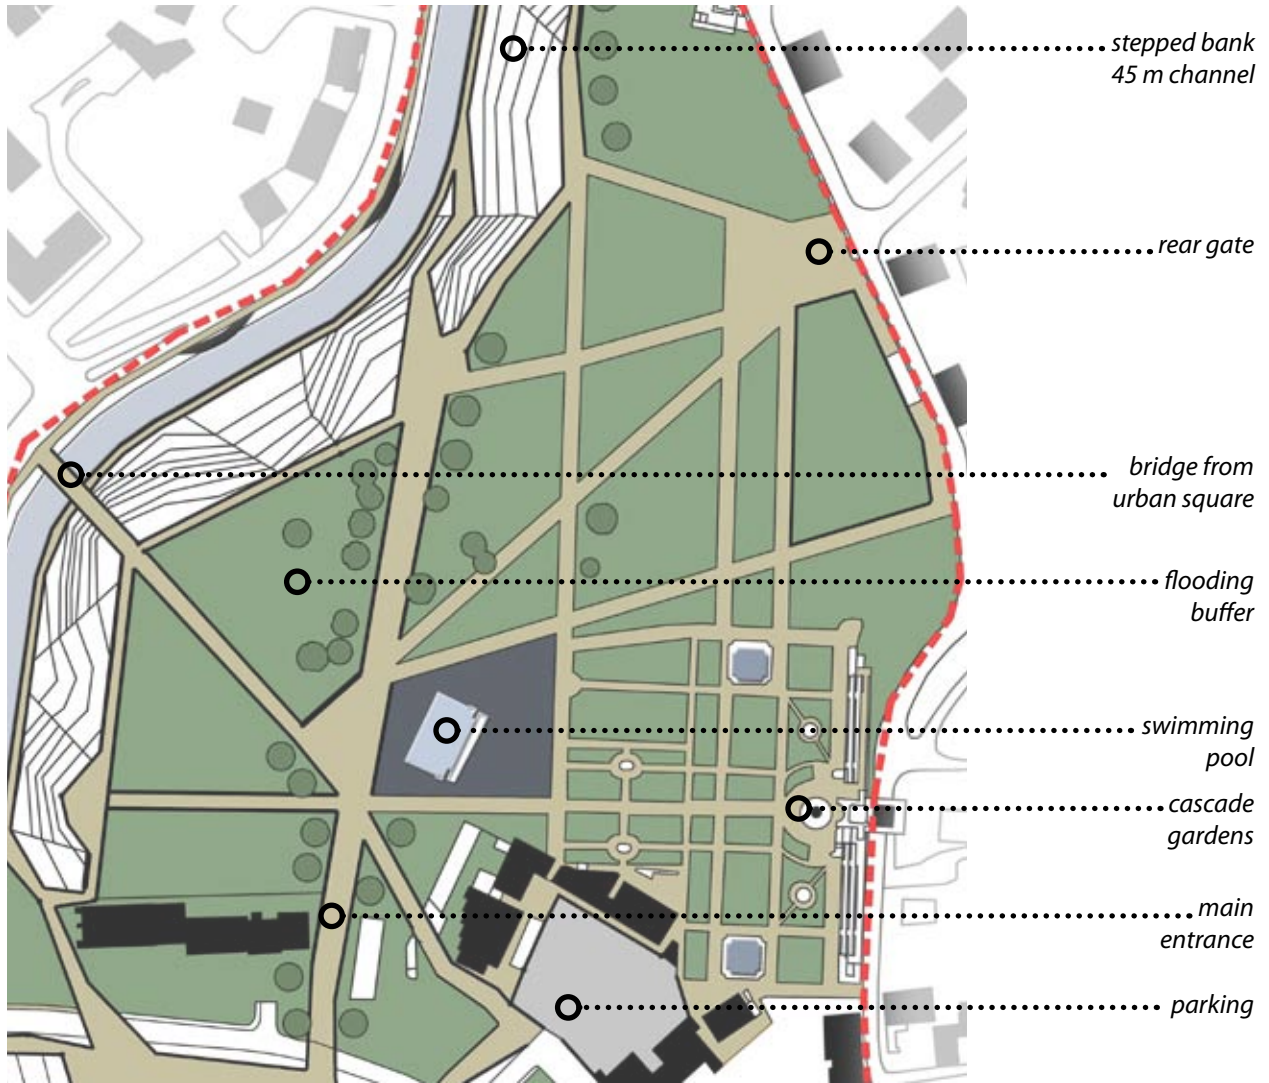 stepped bank
45 m channel
rear gate
bridge from
urban square
flooding
buffer
swimming
pool
cascade
gardens
main
entrance
parking